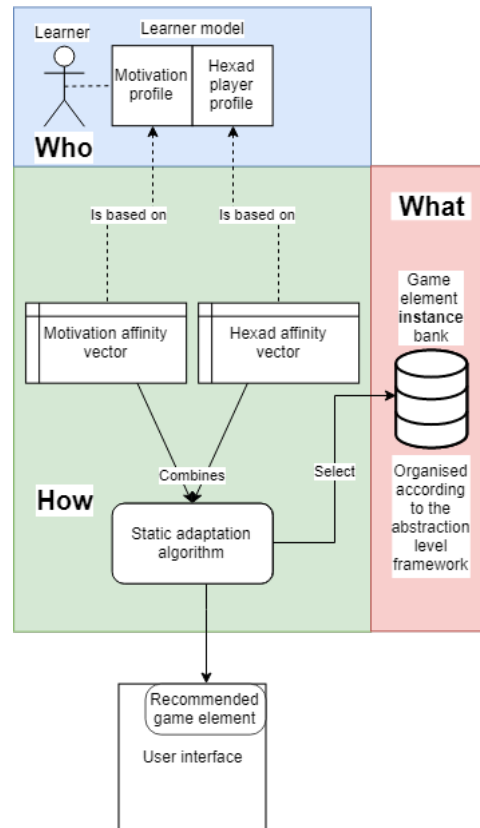 Learner
Learner model
Motivation
profile
Hexad
player
profile
Who
Is based on
Is based on
What
Game
element
instance
bank
Motivation affinity
vector
Hexad affinity
vector
Combines
Select
How
Static adaptation
algorithm
Organised
according
to the
abstraction
level
framework
Recommended
game element
User interface